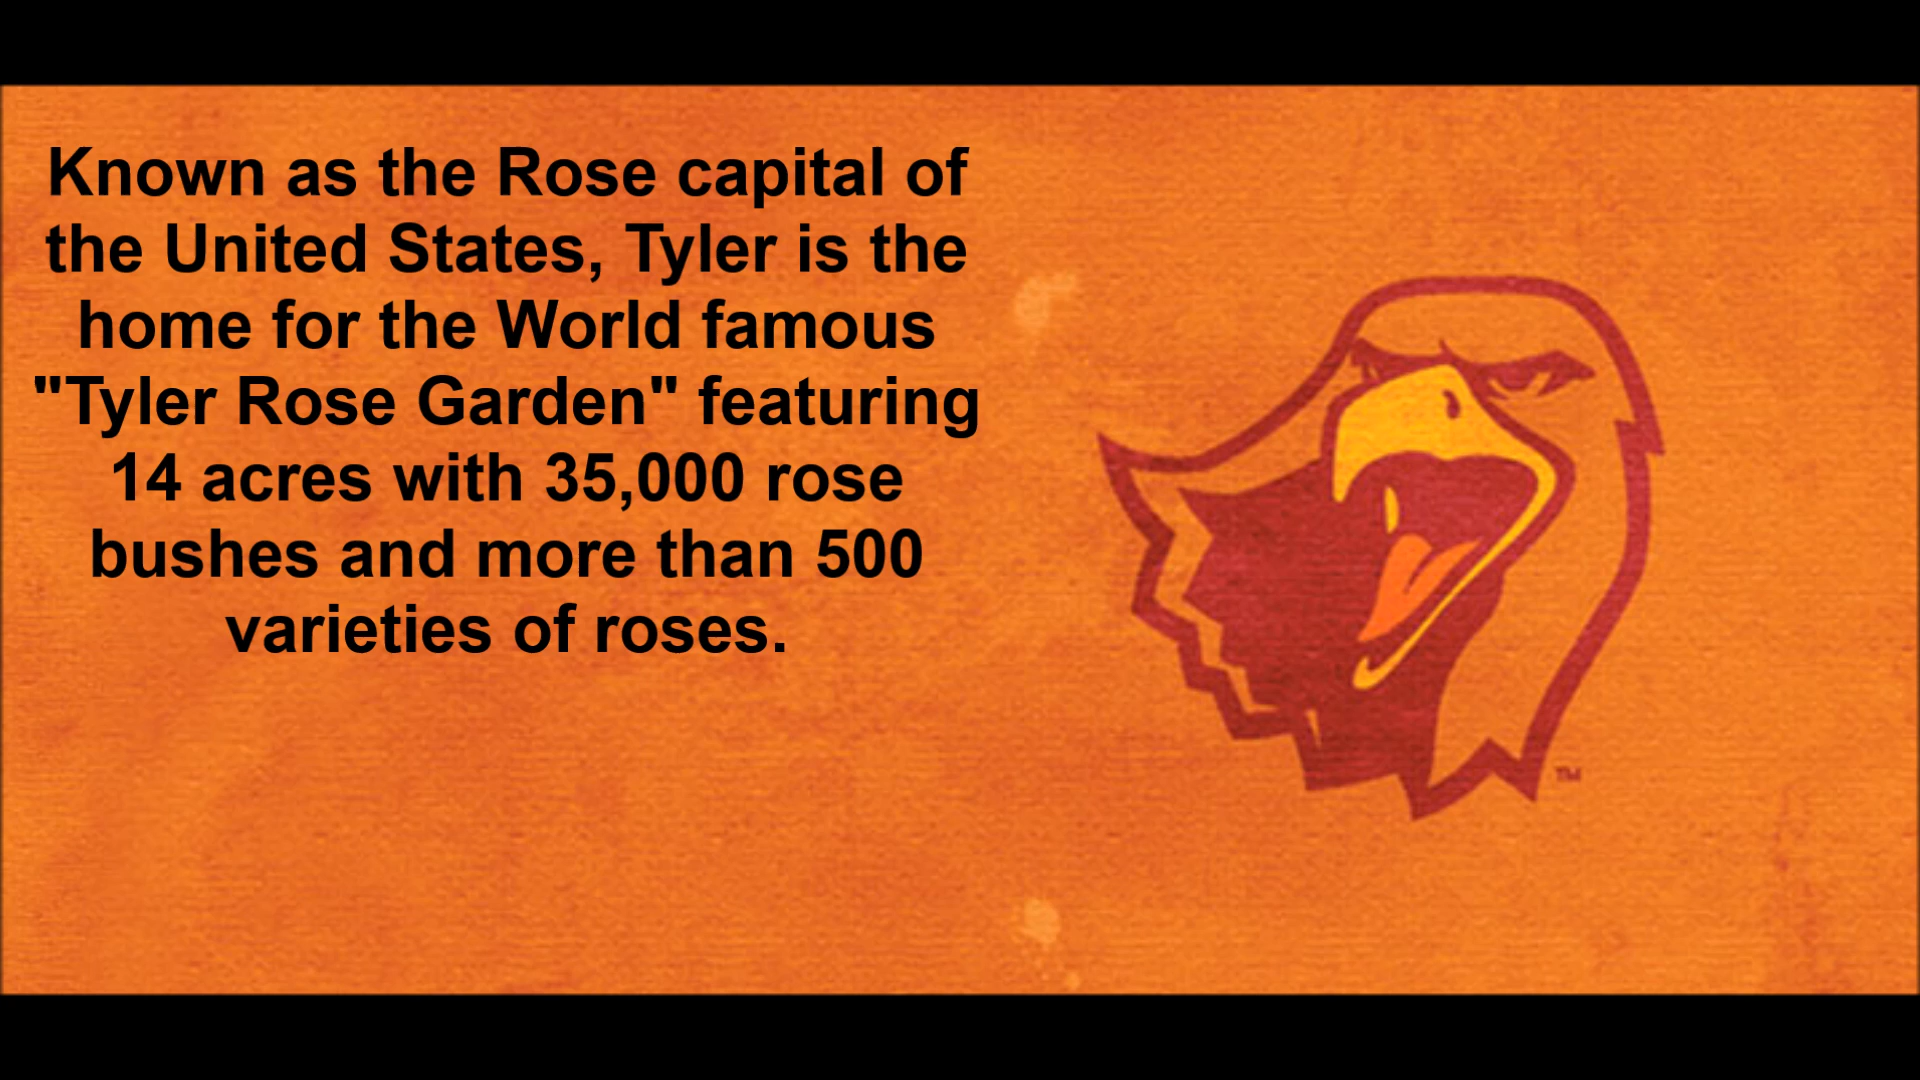 Known as the Rose capital of
the United States, Tyler is the
home for the World famous
"Tyler Rose Garden" featuring
14 acres with 35,000 rose
bushes and more than 500
varieties of roses.
TM